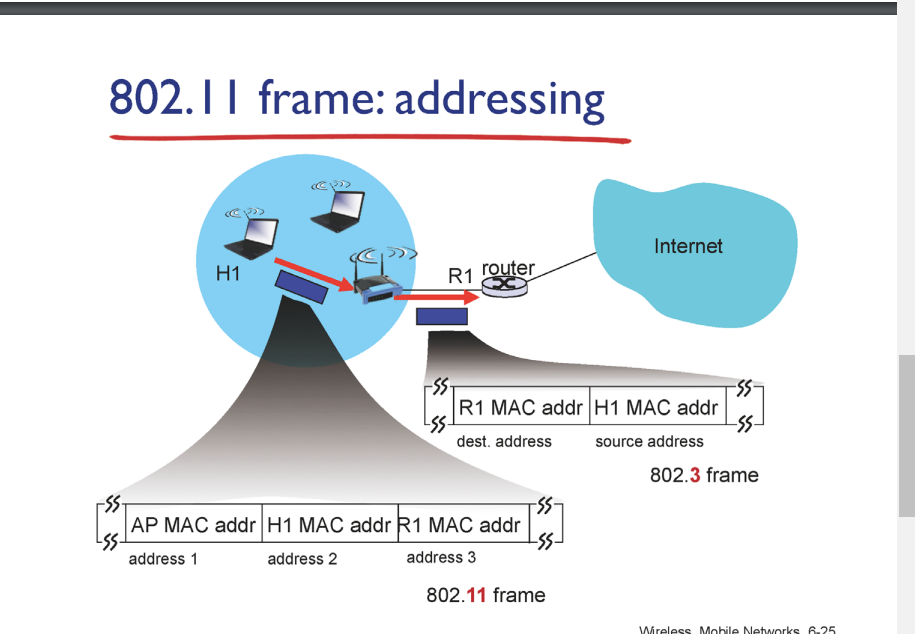 802.11 frame: addressing
Internet
H1
R1 router
R1 MAC addr H1 MAC addr
dest. address source address
802.3 frame
AP MAC addr H1 MAC addr R1 MAC addr
address 1 address 2 address 3
802.11 frame
Wireless, Mobile Networks 6-25